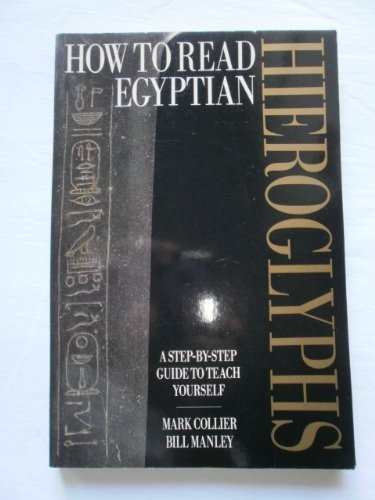 HOW TO READ
EGYPTIAN
HIEROGLYPHS
A STEP-BY-STEP
GUIDE TO TEACH
YOURSELF
MARK COLLIER
BILL MANLEY